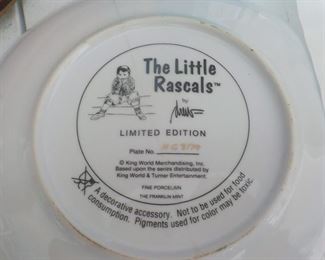 The Little
Rascals™
by
LIMITED EDITION
Plate No.
© King World Merchandising, Inc.
Based upon the series distributed by
King World & Turner Entertainment.
FINE PORCELAIN
THE FRANKLIN MINT
A decorative accessory. Not to be used for food
consumption. Pigments used for color may be toxic.